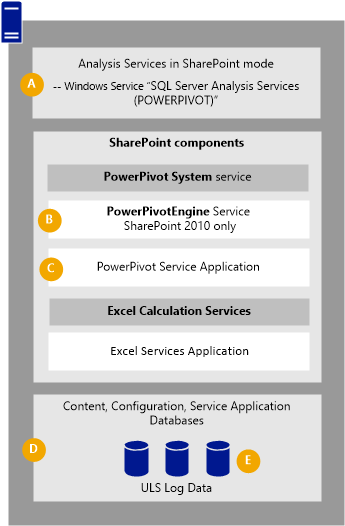 Analysis Services in SharePoint mode
A
-- Windows Service “SQL Server Analysis Services
(POWERPIVOT)”
SharePoint components
PowerPivot System service
B
PowerPivotEngine Service
SharePoint 2010 only
C
PowerPivot Service Application
Excel Calculation Services
Excel Services Application
Content, Configuration, Service Application
Databases
D
E
ULS Log Data